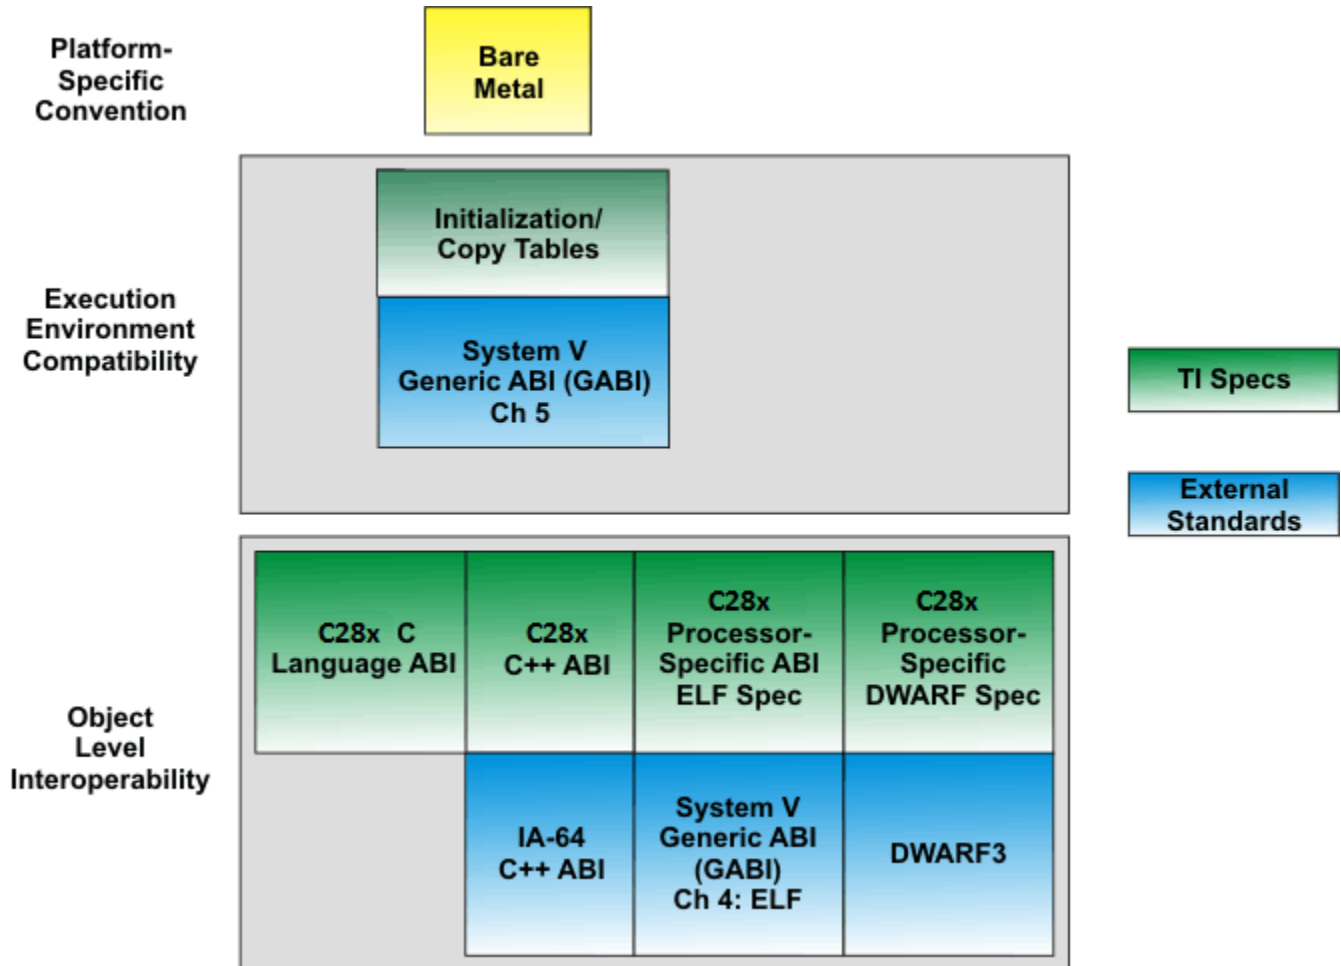 Platform-
Specific
Convention
Bare
Metal
Execution
Environment
Compatibility
Initialization/
Copy Tables
System V
Generic ABI (GABI)
Ch 5
TI Specs
External
Standards
Object
Level
Interoperability
C28x C
Language ABI
C28x
C++ ABI
C28x
Processor-
Specific ABI
ELF Spec
C28x
Processor-
Specific
DWARF Spec
IA-64
C++ ABI
System V
Generic ABI
(GABI)
Ch 4: ELF
DWARF3